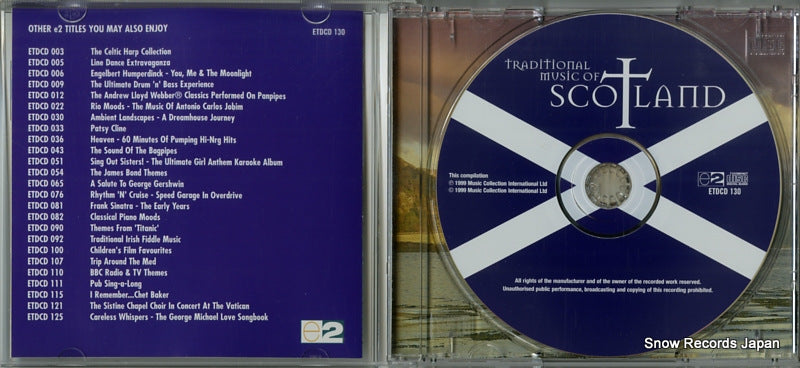 OTHER e2 TITLES YOU MAY ALSO ENJOY
ETDCD 130
ETDCD 003 The Celtic Harp Collection
ETDCD 005 Line Dance Extravaganza
ETDCD 006 Engelbert Humperdinck - You, Me & The Moonlight
ETDCD 009 The Ultimate Drum 'n' Bass Experience
ETDCD 012 The Andrew Lloyd Webber® Classics Performed On Panpipes
ETDCD 022 Rio Moods - The Music Of Antonio Carlos Jobim
ETDCD 030 Ambient Landscapes - A Dreamhouse Journey
ETDCD 033 Patsy Cline
ETDCD 036 Heaven - 60 Minutes Of Pumping Hi-Nrg Hits
ETDCD 043 The Sound Of The Bagpipes
ETDCD 051 Sing Out Sisters! - The Ultimate Girl Anthem Karaoke Album
ETDCD 054 The James Bond Themes
ETDCD 065 A Salute To George Gershwin
ETDCD 076 Rhythm 'N' Cruise - Speed Garage In Overdrive
ETDCD 081 Frank Sinatra - The Early Years
ETDCD 082 Classical Piano Moods
ETDCD 090 Themes From 'Titanic'
ETDCD 092 Traditional Irish Fiddle Music
ETDCD 100 Children's Film Favourites
ETDCD 107 Trip Around The Med
ETDCD 110 BBC Radio & TV Themes
ETDCD 111 Pub Sing-a-Long
ETDCD 115 I Remember...Chet Baker
ETDCD 121 The Sistine Chapel Choir In Concert At The Vatican
ETDCD 125 Careless Whispers - The George Michael Love Songbook
e2
TRADITIONAL
MUSIC OF
SCOTLAND
This compilation
℗ 1999 Music Collection International Ltd
© 1999 Music Collection International Ltd
e2 COMPACT disc DIGITAL AUDIO
ETDCD 130
All rights of the manufacturer and of the owner of the recorded work reserved.
Unauthorised public performance, broadcasting and copying of this recording prohibited.
Snow Records Japan